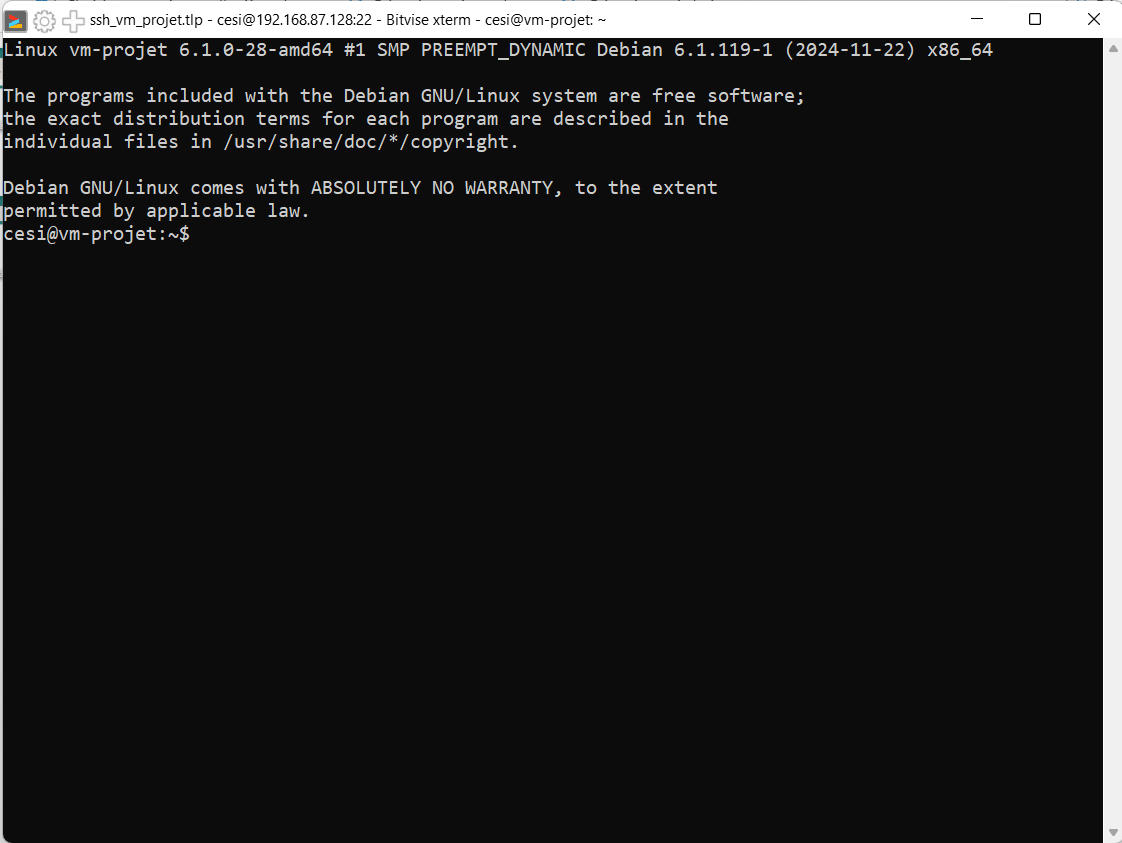 ssh_vm_projet.tlp - cesi@192.168.87.128:22 - Bitvise xterm - cesi@vm-projet: ~
Linux vm-projet 6.1.0-28-amd64 #1 SMP PREEMPT_DYNAMIC Debian 6.1.119-1 (2024-11-22) x86_64
The programs included with the Debian GNU/Linux system are free software;
the exact distribution terms for each program are described in the
individual files in /usr/share/doc/*/copyright.
Debian GNU/Linux comes with ABSOLUTELY NO WARRANTY, to the extent
permitted by applicable law.
cesi@vm-projet:~$